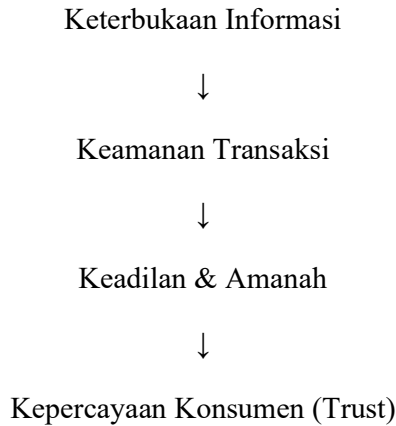 Keterbukaan Informasi
↓
Keamanan Transaksi
↓
Keadilan & Amanah
↓
Kepercayaan Konsumen (Trust)